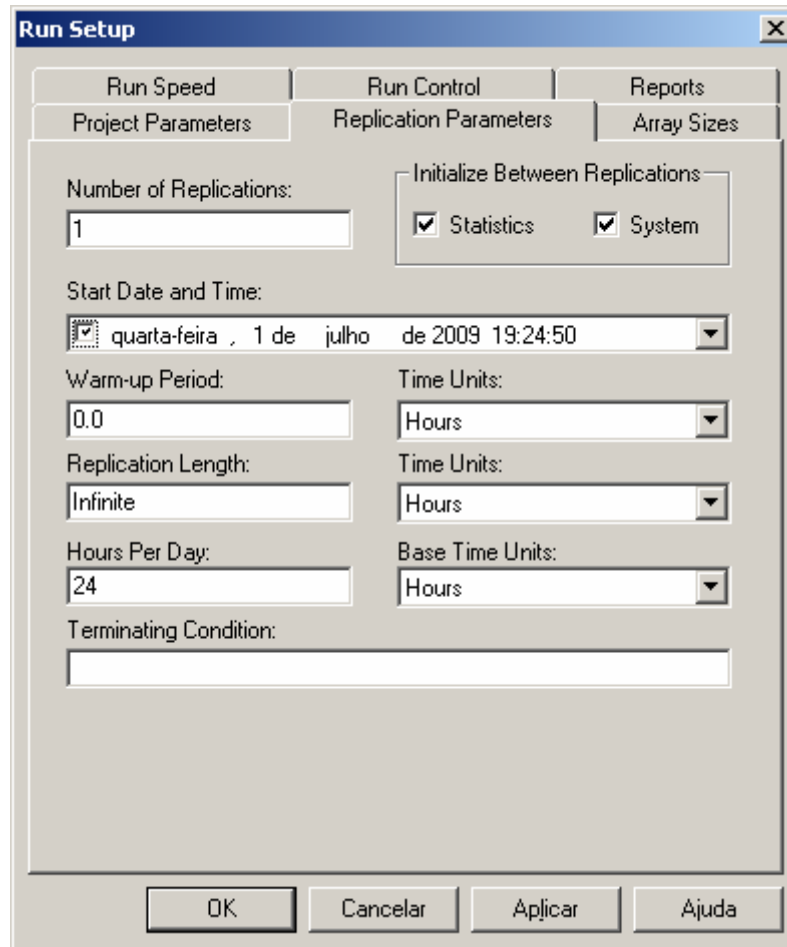 Run Setup
Run Speed Run Control Reports
Project Parameters Replication Parameters Array Sizes
Number of Replications:
1
Initialize Between Replications
Statistics System
Start Date and Time:
quarta-feira , 1 de julho de 2009 19:24:50
Warm-up Period: Time Units:
0.0 Hours
Replication Length: Time Units:
Infinite Hours
Hours Per Day: Base Time Units:
24 Hours
Terminating Condition:
OK Cancelar Aplicar Ajuda